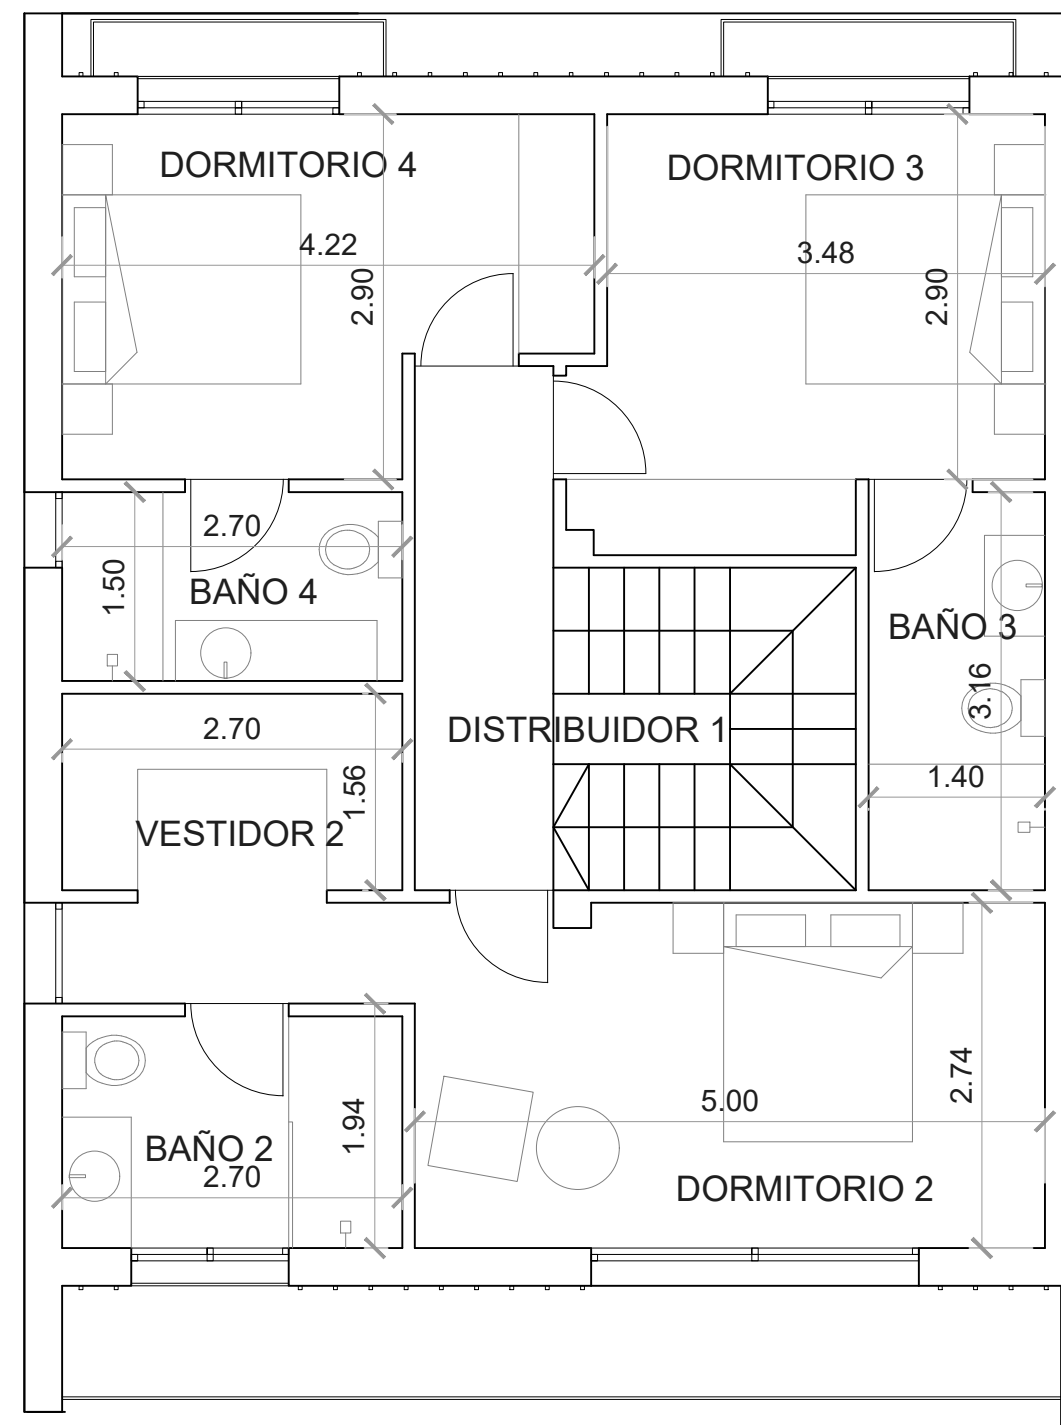 DORMITORIO 4
DORMITORIO 3
4.22
3.48
2.90
2.90
2.70
1.50
BAÑO 4
BAÑO 3
3.16
2.70
DISTRIBUIDOR 1
1.56
1.40
VESTIDOR 2
2.74
5.00
1.94
BAÑO 2
2.70
DORMITORIO 2